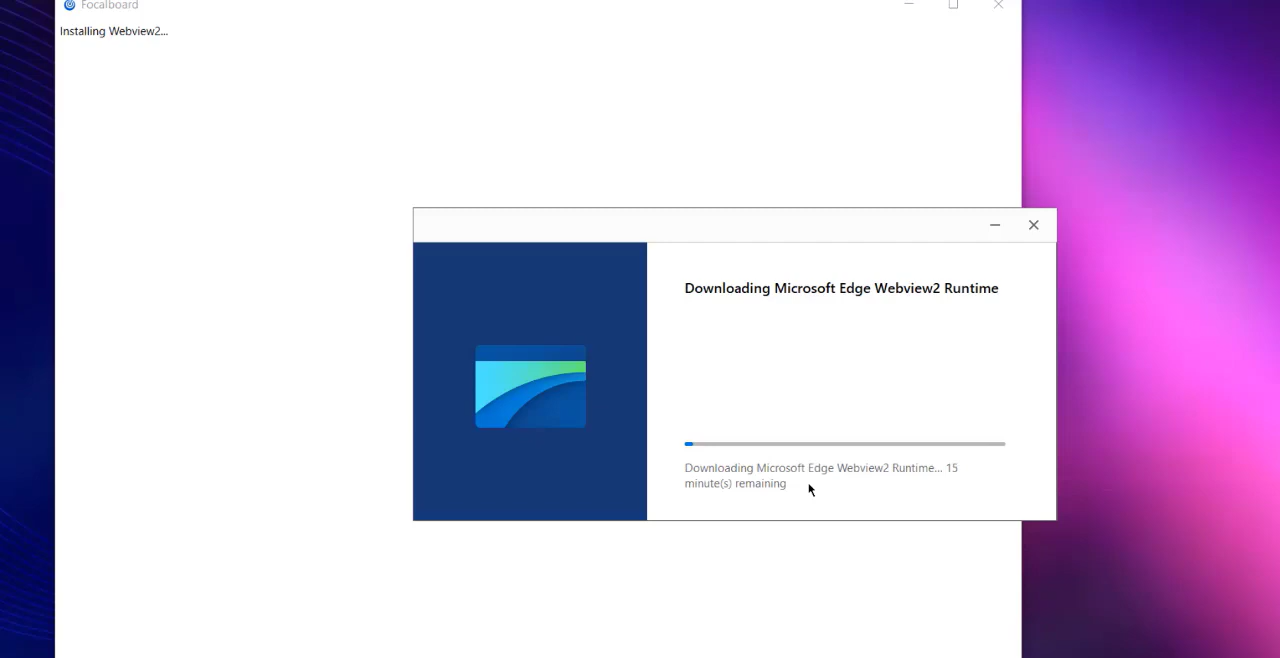 Focalboard
Installing Webview2...
Downloading Microsoft Edge Webview2 Runtime
Downloading Microsoft Edge Webview2 Runtime... 15
minute(s) remaining